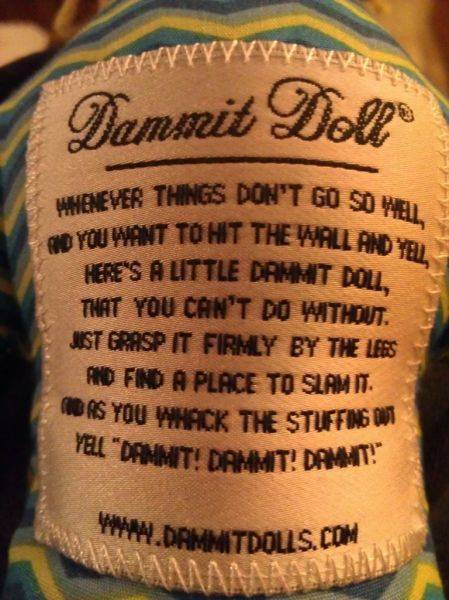 Dammit Doll®
WHENEVER THINGS DON'T GO SO WELL,
AND YOU WANT TO HIT THE WALL AND YELL,
HERE'S A LITTLE DAMMIT DOLL,
THAT YOU CAN'T DO WITHOUT.
JUST GRASP IT FIRMLY BY THE LEGS
AND FIND A PLACE TO SLAM IT.
AND AS YOU WHACK THE STUFFING OUT
YELL "DAMMIT! DAMMIT! DAMMIT!"
WWW.DAMMITDOLLS.COM